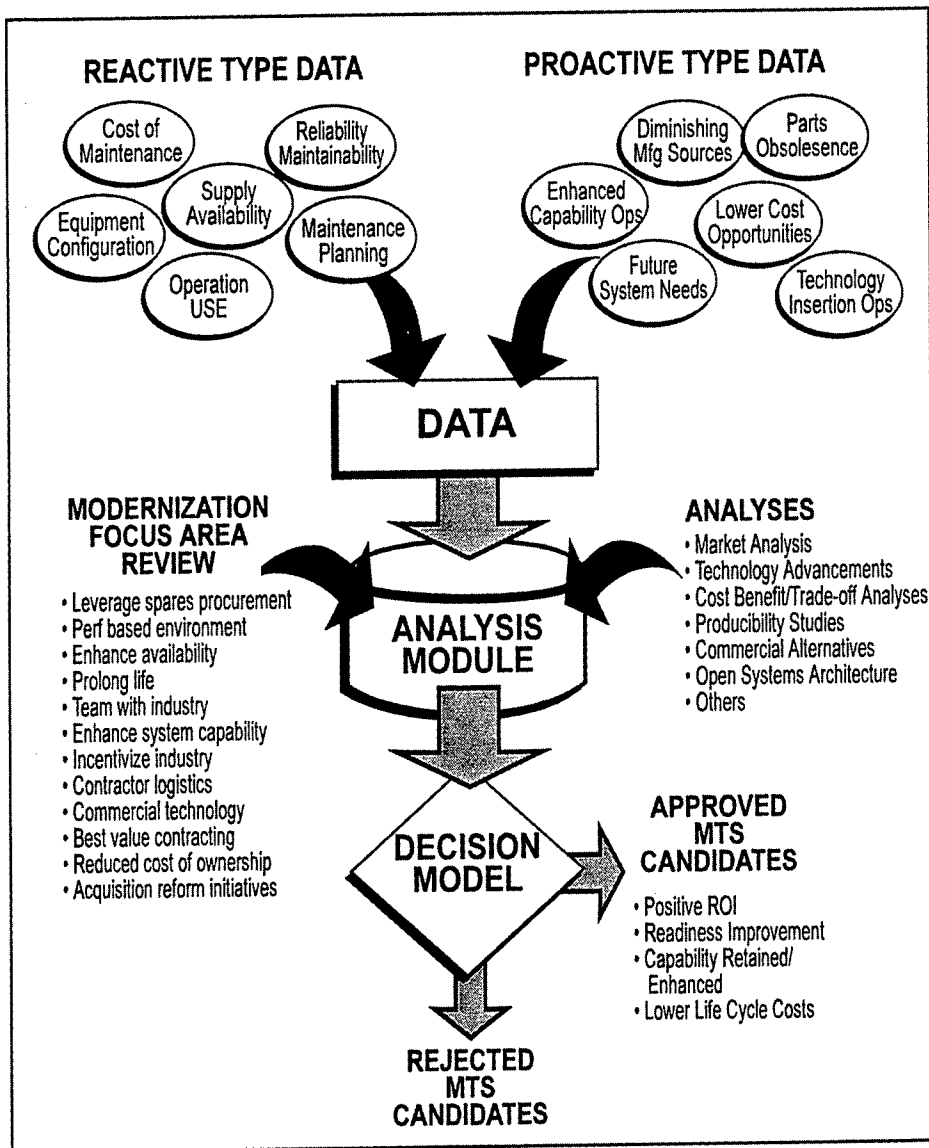 REACTIVE TYPE DATA
Cost of
Maintenance
Reliability
Maintainability
Supply
Availability
Equipment
Configuration
Maintenance
Planning
Operation
USE
PROACTIVE TYPE DATA
Diminishing
Mfg Sources
Parts
Obsolesence
Enhanced
Capability Ops
Lower Cost
Opportunities
Future
System Needs
Technology
Insertion Ops
DATA
MODERNIZATION
FOCUS AREA
REVIEW
• Leverage spares procurement
• Perf based environment
• Enhance availability
• Prolong life
• Team with industry
• Enhance system capability
• Incentivize industry
• Contractor logistics
• Commercial technology
• Best value contracting
• Reduced cost of ownership
• Acquisition reform initiatives
ANALYSES
• Market Analysis
• Technology Advancements
• Cost Benefit/Trade-off Analyses
• Producibility Studies
• Commercial Alternatives
• Open Systems Architecture
• Others
ANALYSIS
MODULE
DECISION
MODEL
APPROVED
MTS
CANDIDATES
• Positive ROI
• Readiness Improvement
• Capability Retained/
Enhanced
• Lower Life Cycle Costs
REJECTED
MTS
CANDIDATES